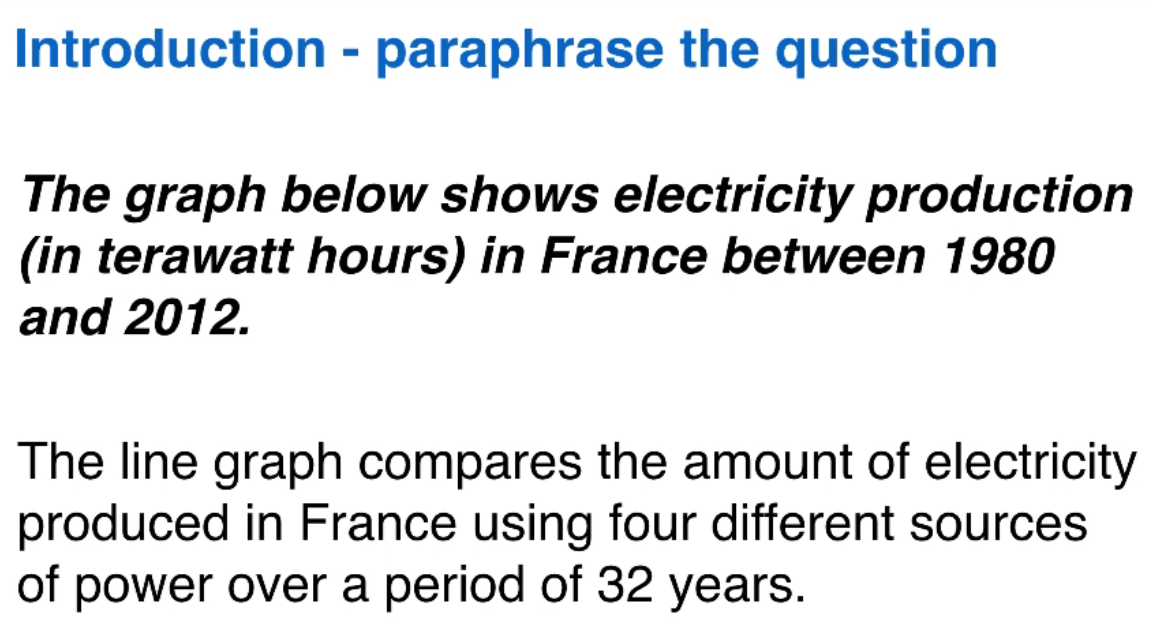 Introduction - paraphrase the question
The graph below shows electricity production
(in terawatt hours) in France between 1980
and 2012.
The line graph compares the amount of electricity
produced in France using four different sources
of power over a period of 32 years.